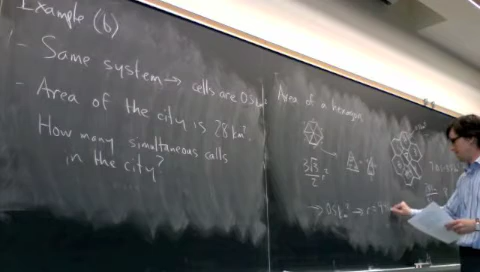 Example (b)
- Same system → cells are 0.5 km²
- Area of the city is 28 km².
How many simultaneous calls
in the city?
Area of a hexagon
3√3/2 r²
→ 0.5 km² → r =